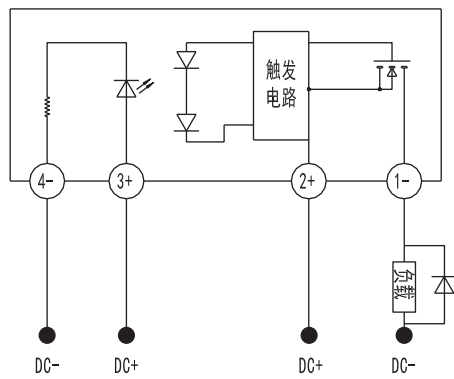 触发
电路
4-
3+
2+
1-
负载
DC-
DC+
DC+
DC-